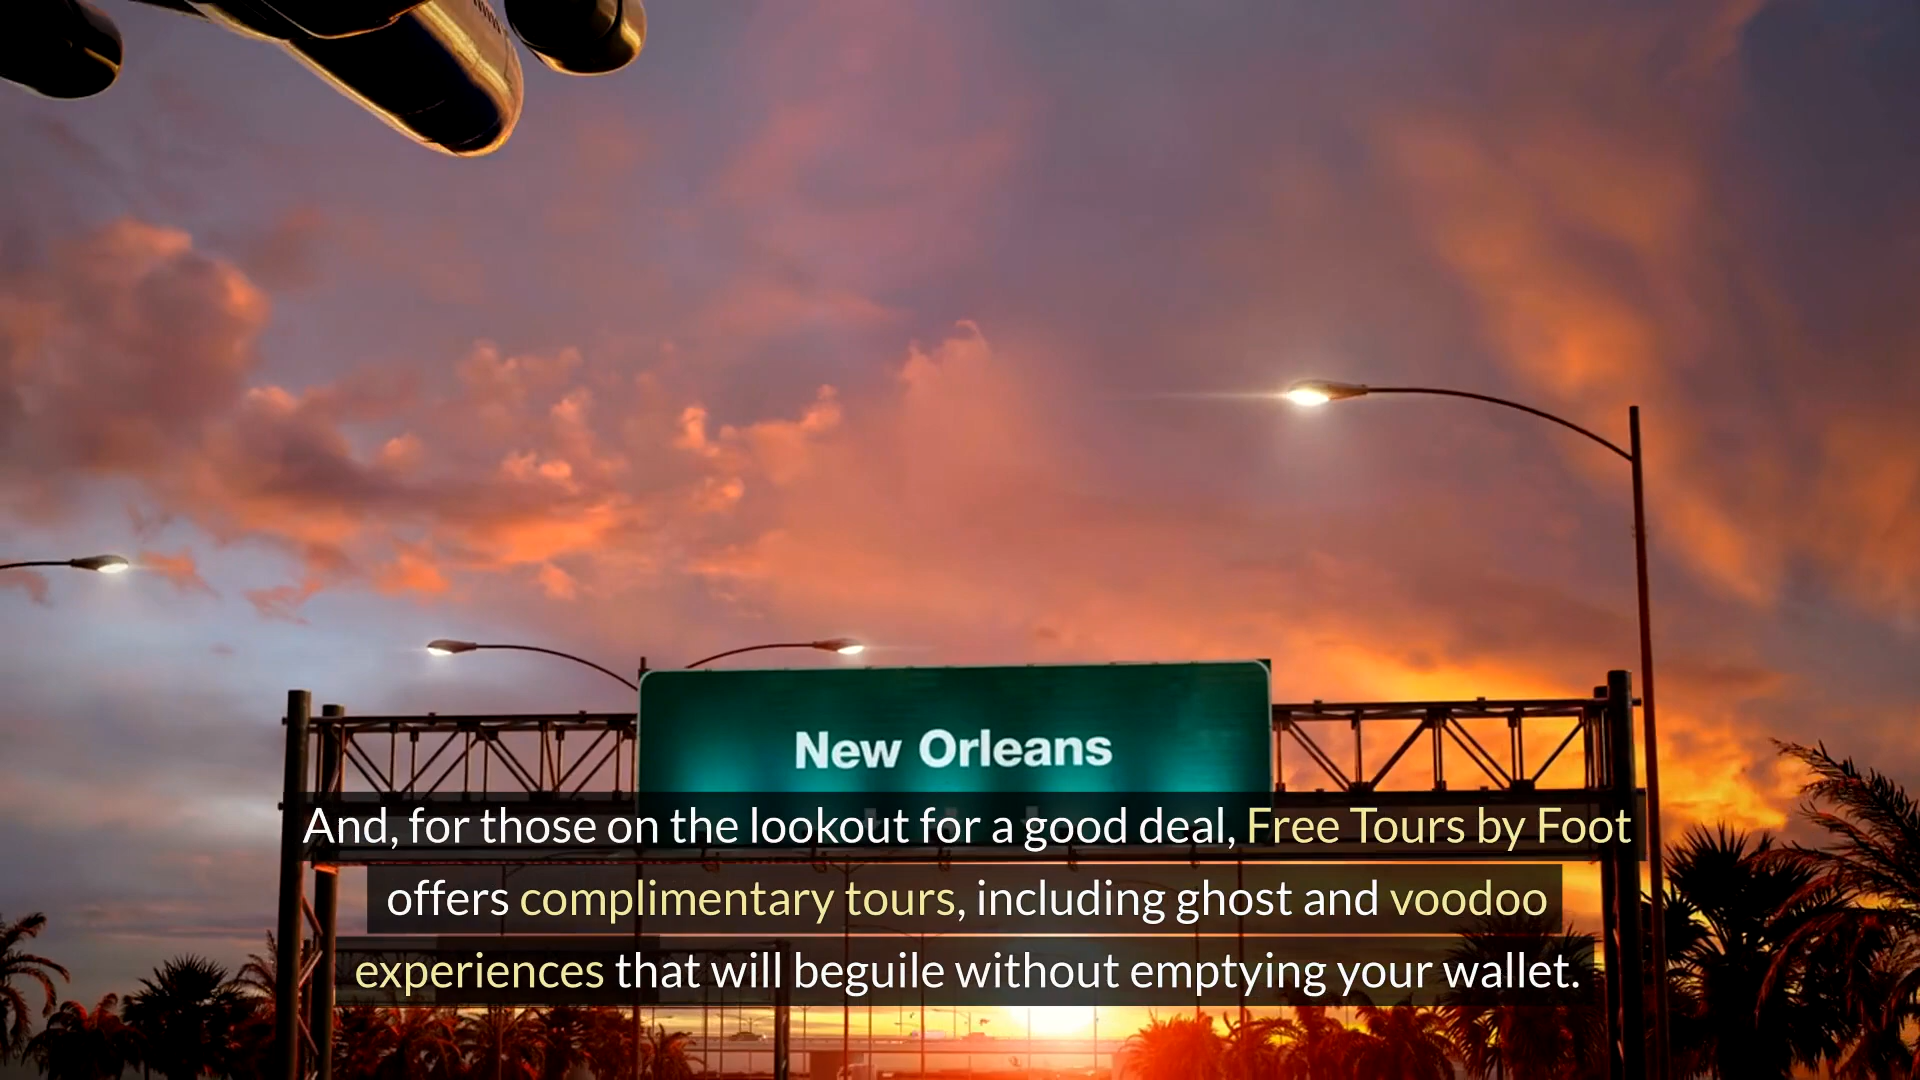 New Orleans
And, for those on the lookout for a good deal, Free Tours by Foot
offers complimentary tours, including ghost and voodoo
experiences that will beguile without emptying your wallet.